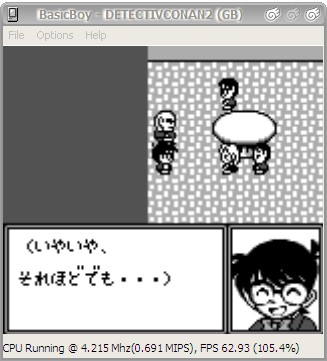 BasicBoy - DETECTIVCONAN2 (GB)
File Options Help
(いやいや、
それほどでも・・・)
CPU Running @ 4.215 Mhz(0.691 MIPS), FPS 62.93 (105.4%)